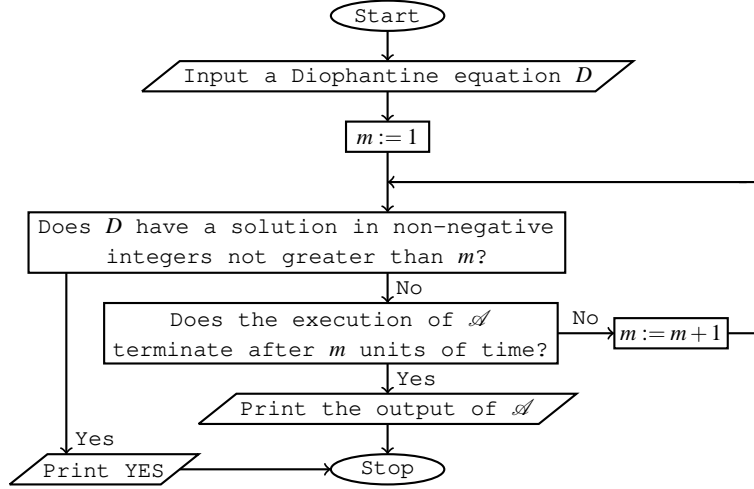 Start
Input a Diophantine equation D
m := 1
Does D have a solution in non-negative
integers not greater than m?
No
Does the execution of 𝒜
terminate after m units of time?
No
m := m + 1
Yes
Print the output of 𝒜
Yes
Print YES
Stop